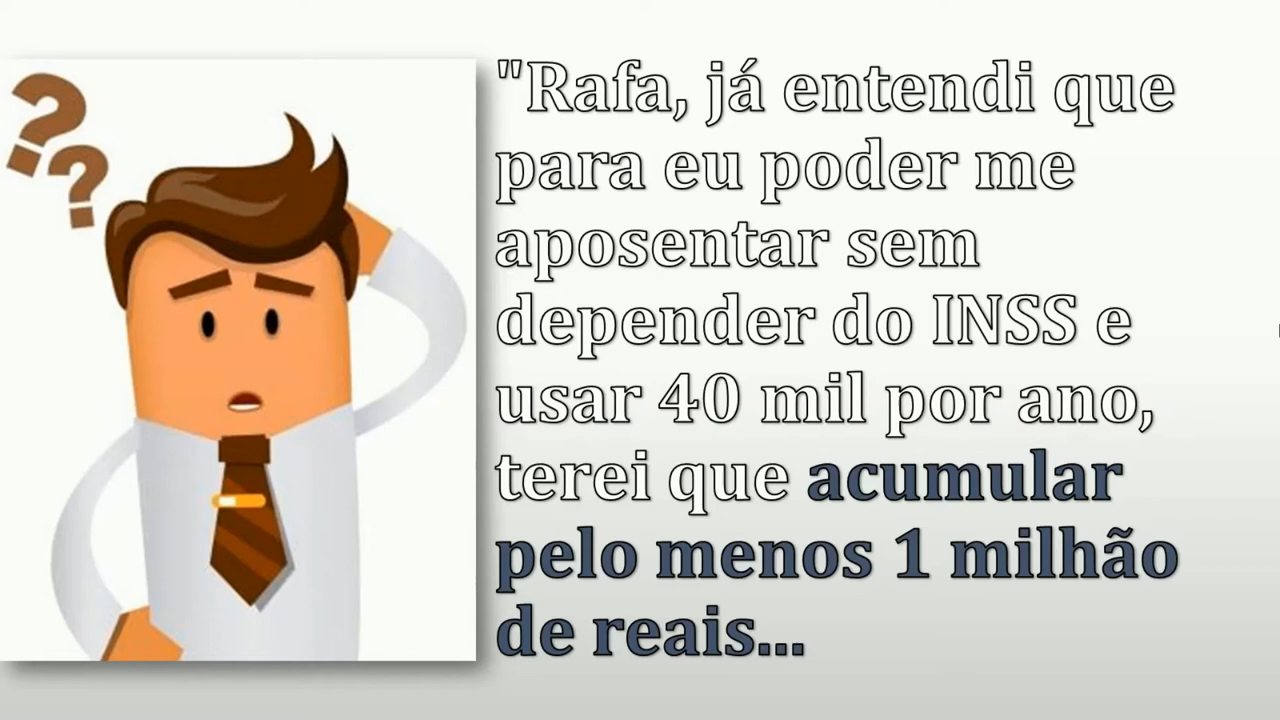 ??
"Rafa, já entendi que
para eu poder me
aposentar sem
depender do INSS e
usar 40 mil por ano,
terei que acumular
pelo menos 1 milhão
de reais...